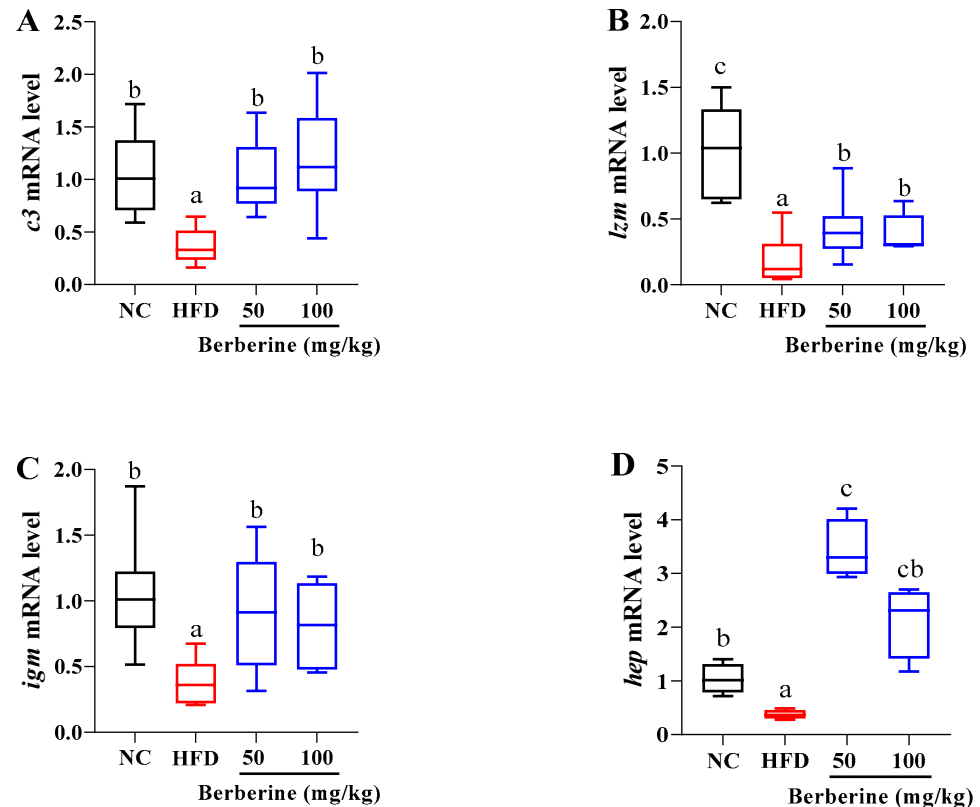 A
c3 mRNA level
2.5
2.0
1.5
1.0
0.5
0.0
b
a
b
b
NC HFD 50 100
Berberine (mg/kg)
B
lzm mRNA level
2.0
1.5
1.0
0.5
0.0
c
a
b
b
NC HFD 50 100
Berberine (mg/kg)
C
igm mRNA level
2.0
1.5
1.0
0.5
0.0
b
a
b
b
NC HFD 50 100
Berberine (mg/kg)
D
hep mRNA level
5
4
3
2
1
0
b
a
c
cb
NC HFD 50 100
Berberine (mg/kg)